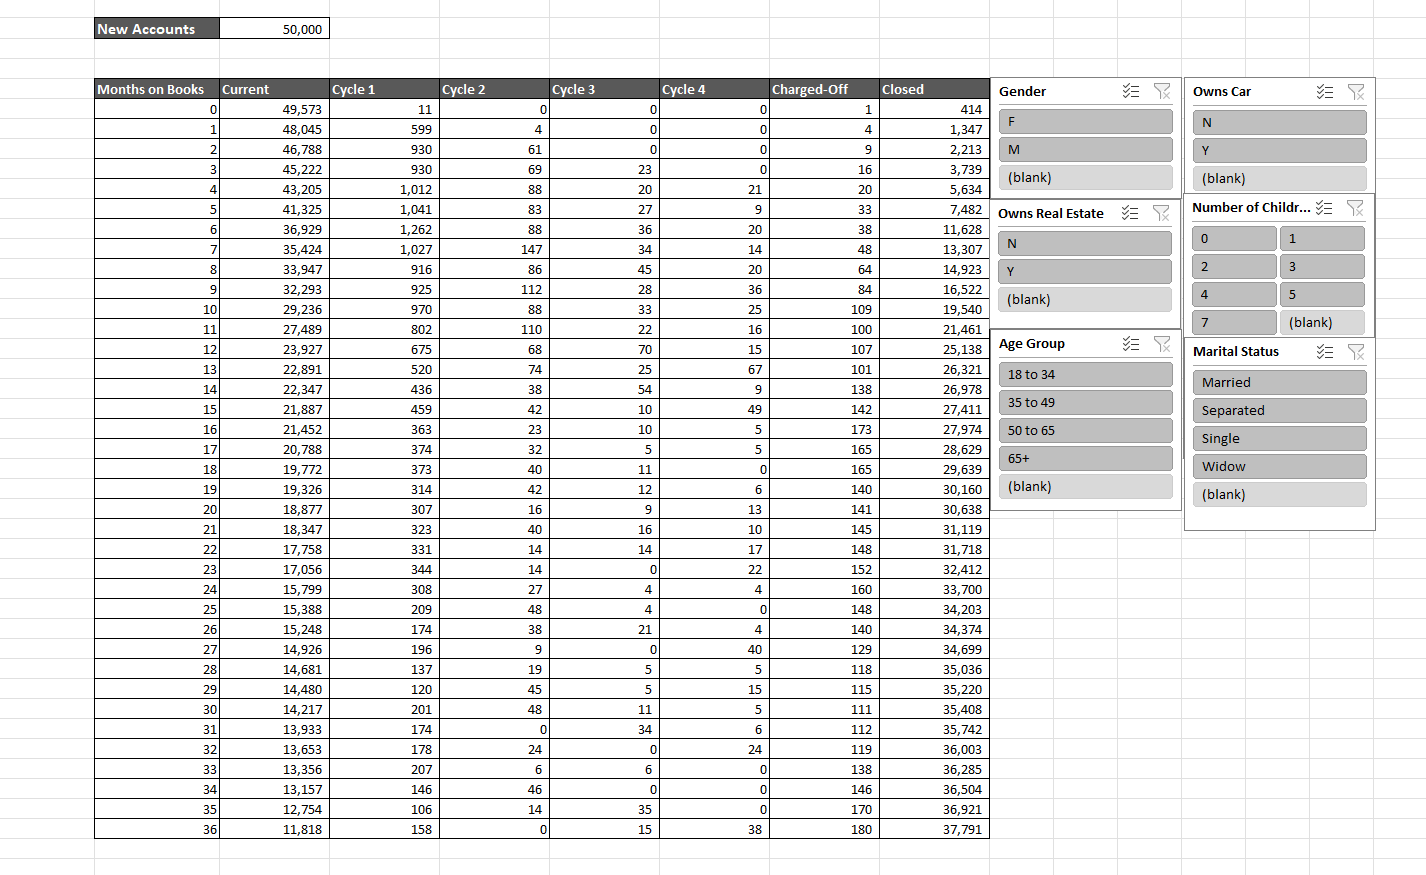 New Accounts 50,000
Months on Books Current Cycle 1 Cycle 2 Cycle 3 Cycle 4 Charged-Off Closed
0 49,573 11 0 0 0 1 414
1 48,045 599 4 0 0 4 1,347
2 46,788 930 61 0 0 9 2,213
3 45,222 930 69 23 0 16 3,739
4 43,205 1,012 88 20 21 20 5,634
5 41,325 1,041 83 27 9 33 7,482
6 36,929 1,262 88 36 20 38 11,628
7 35,424 1,027 147 34 14 48 13,307
8 33,947 916 86 45 20 64 14,923
9 32,293 925 112 28 36 84 16,522
10 29,236 970 88 33 25 109 19,540
11 27,489 802 110 22 16 100 21,461
12 23,927 675 68 70 15 107 25,138
13 22,891 520 74 25 67 101 26,321
14 22,347 436 38 54 9 138 26,978
15 21,887 459 42 10 49 142 27,411
16 21,452 363 23 10 5 173 27,974
17 20,788 374 32 5 5 165 28,629
18 19,772 373 40 11 0 165 29,639
19 19,326 314 42 12 6 140 30,160
20 18,877 307 16 9 13 141 30,638
21 18,347 323 40 16 10 145 31,119
22 17,758 331 14 14 17 148 31,718
23 17,056 344 14 0 22 152 32,412
24 15,799 308 27 4 4 160 33,700
25 15,388 209 48 4 0 148 34,203
26 15,248 174 38 21 4 140 34,374
27 14,926 196 9 0 40 129 34,699
28 14,681 137 19 5 5 118 35,036
29 14,480 120 45 5 15 115 35,220
30 14,217 201 48 11 5 111 35,408
31 13,933 174 0 34 6 112 35,742
32 13,653 178 24 0 24 119 36,003
33 13,356 207 6 6 0 138 36,285
34 13,157 146 46 0 0 146 36,504
35 12,754 106 14 35 0 170 36,921
36 11,818 158 0 15 38 180 37,791
Gender
F
M
(blank)
Owns Car
N
Y
(blank)
Owns Real Estate
N
Y
(blank)
Number of Childr...
0 1
2 3
4 5
7 (blank)
Age Group
18 to 34
35 to 49
50 to 65
65+
(blank)
Marital Status
Married
Separated
Single
Widow
(blank)